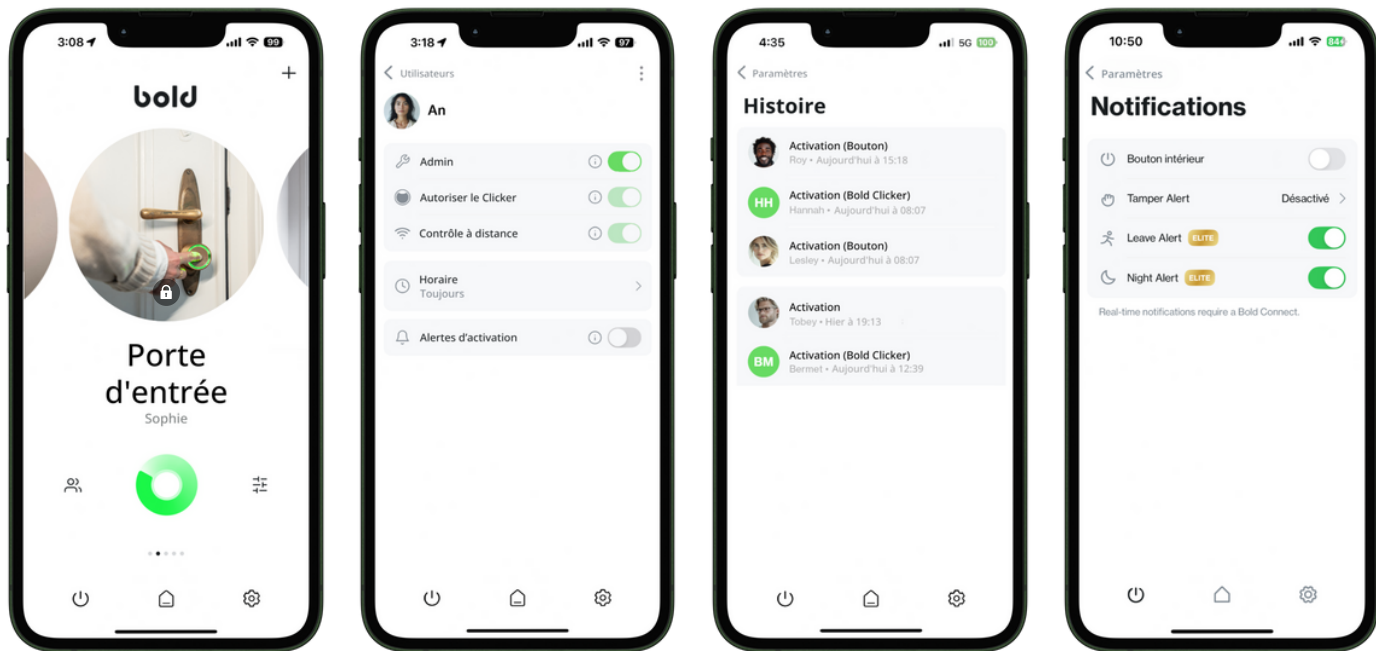 3:08
99
bold
Porte
d'entrée
Sophie
3:18
97
Utilisateurs
An
Admin
Autoriser le Clicker
Contrôle à distance
Horaire
Toujours
Alertes d'activation
4:35
5G 100
Paramètres
Histoire
Activation (Bouton)
Roy • Aujourd'hui à 15:18
HH
Activation (Bold Clicker)
Hannah • Aujourd'hui à 08:07
Activation (Bouton)
Lesley • Aujourd'hui à 08:07
Activation
Tobey • Hier à 19:13
BM
Activation (Bold Clicker)
Bermet • Aujourd'hui à 12:39
10:50
84
Paramètres
Notifications
Bouton intérieur
Tamper Alert Désactivé
Leave Alert ELITE
Night Alert ELITE
Real-time notifications require a Bold Connect.